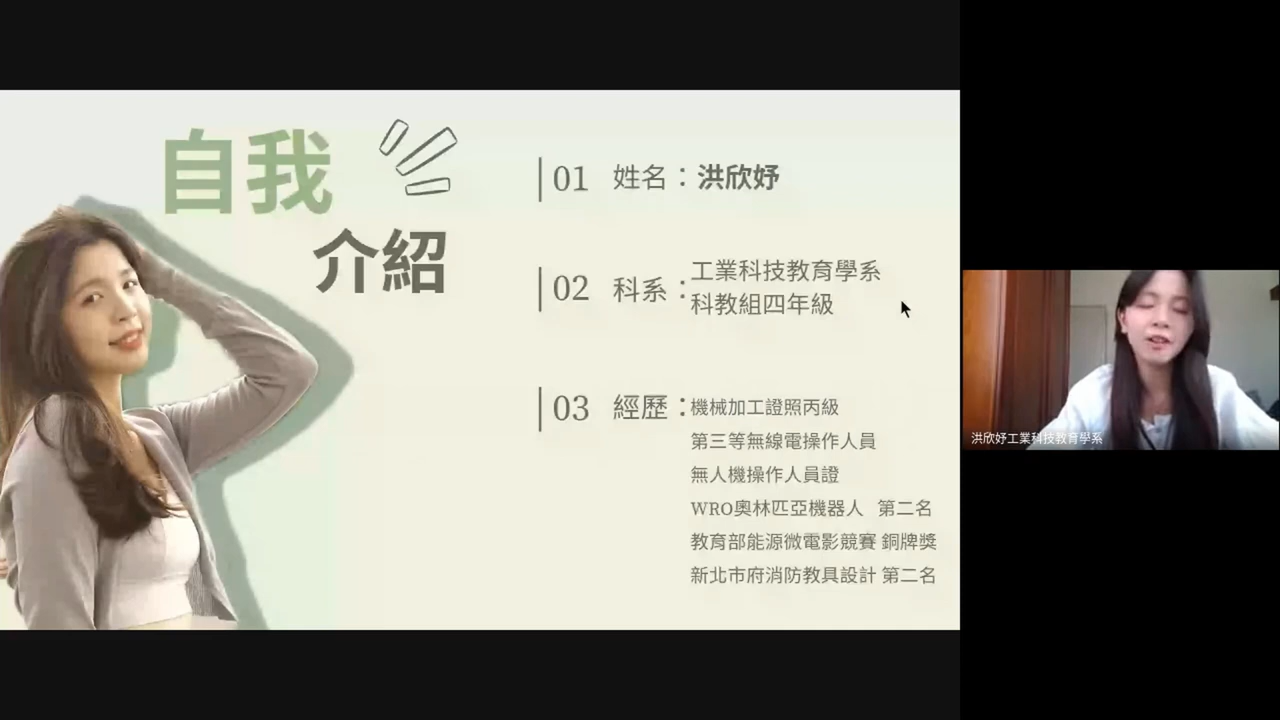 自我
介紹
01 姓名：洪欣妤
02 科系：工業科技教育學系
科教組四年級
03 經歷：機械加工證照丙級
第三等無線電操作人員
無人機操作人員證
WRO奧林匹亞機器人 第二名
教育部能源微電影競賽 銅牌獎
新北市府消防教具設計 第二名
洪欣妤工業科技教育學系